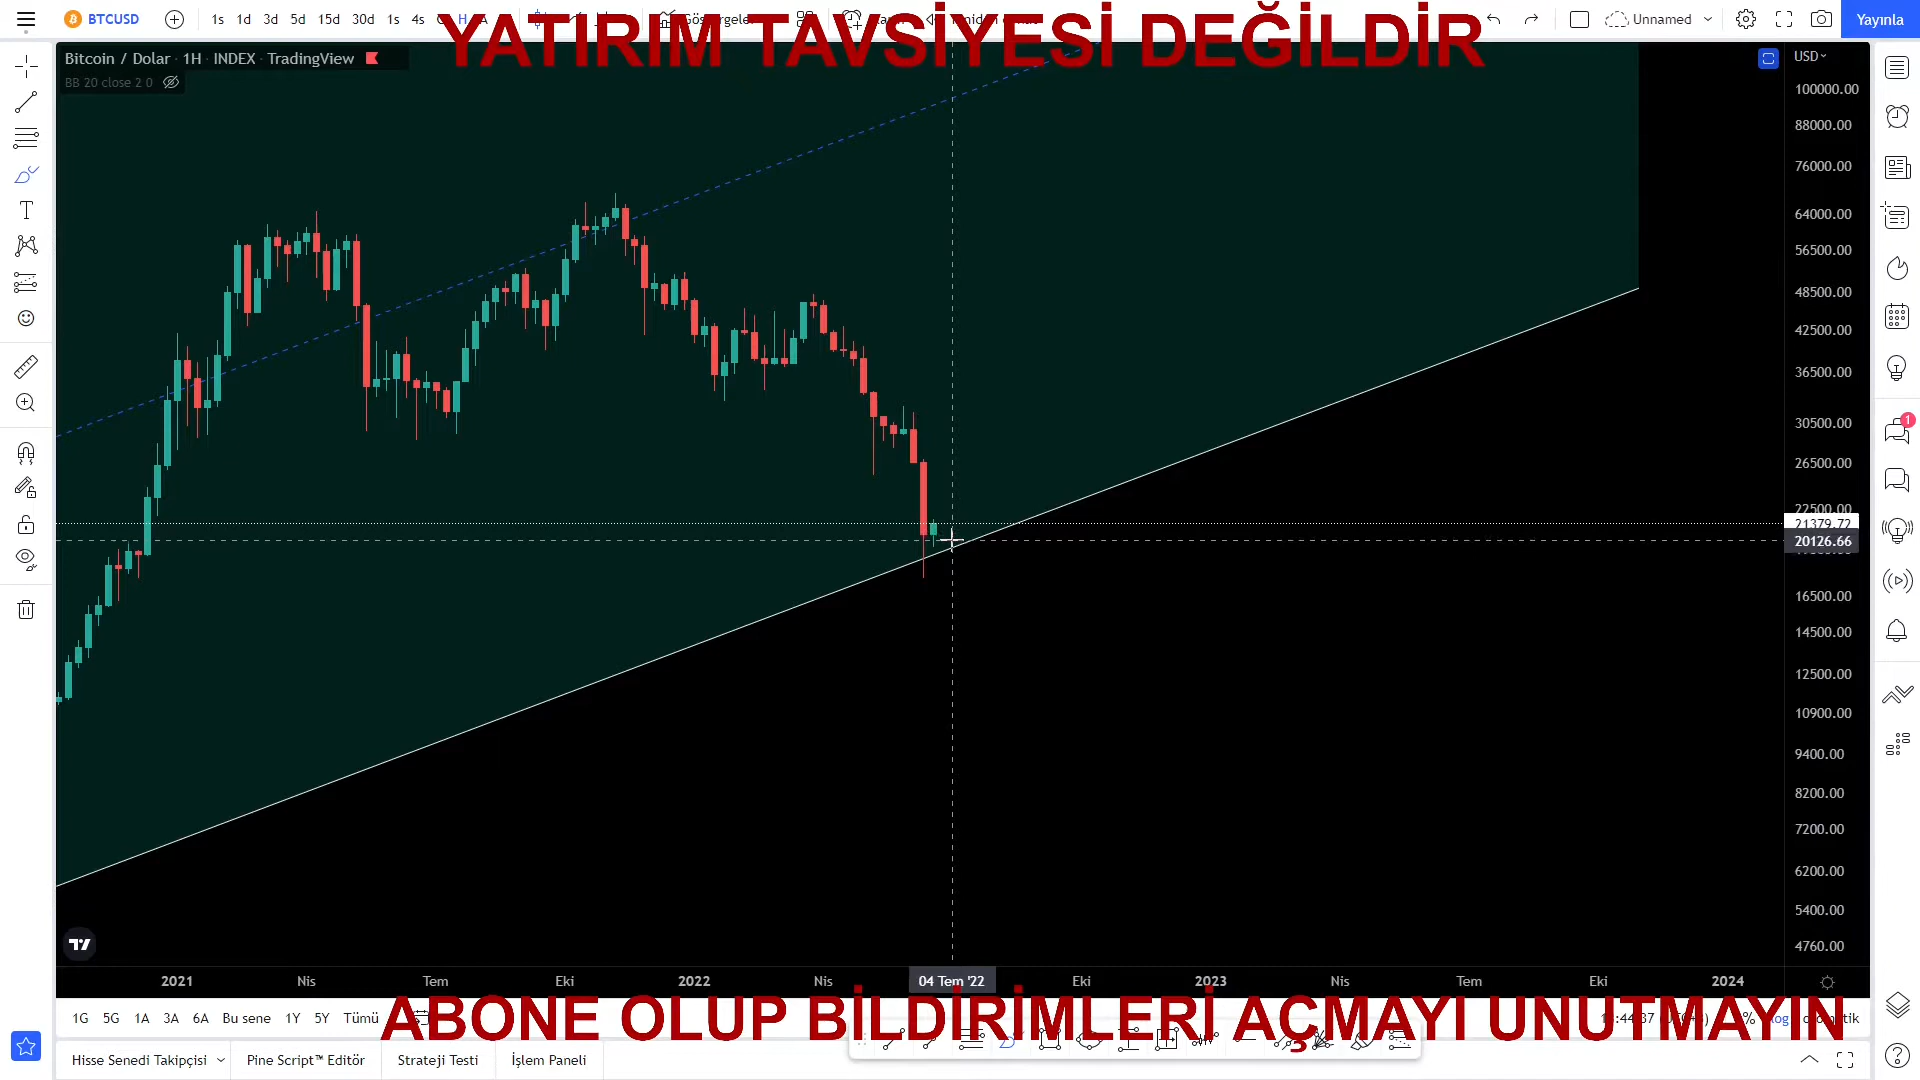 BTCUSD 1s 1d 3d 5d 15d 30d 1s 4s H Unnamed Yayınla
YATIRIM TAVSİYESİ DEĞİLDİR
Bitcoin / Dolar · 1H · INDEX · TradingView
BB 20 close 2 0
USD
100000.00
88000.00
76000.00
64000.00
56500.00
48500.00
42500.00
36500.00
30500.00
26500.00
22500.00
21379.72
20126.66
16500.00
14500.00
12500.00
10900.00
9400.00
8200.00
7200.00
6200.00
5400.00
4760.00
1
2021 Nis Tem Eki 2022 Nis 04 Tem '22 Eki 2023 Nis Tem Eki 2024
1G 5G 1A 3A 6A Bu sene 1Y 5Y Tümü
ABONE OLUP BİLDİRİMLERİ AÇMAYI UNUTMAYIN
Hisse Senedi Takipçisi Pine Script™ Editör Strateji Testi İşlem Paneli